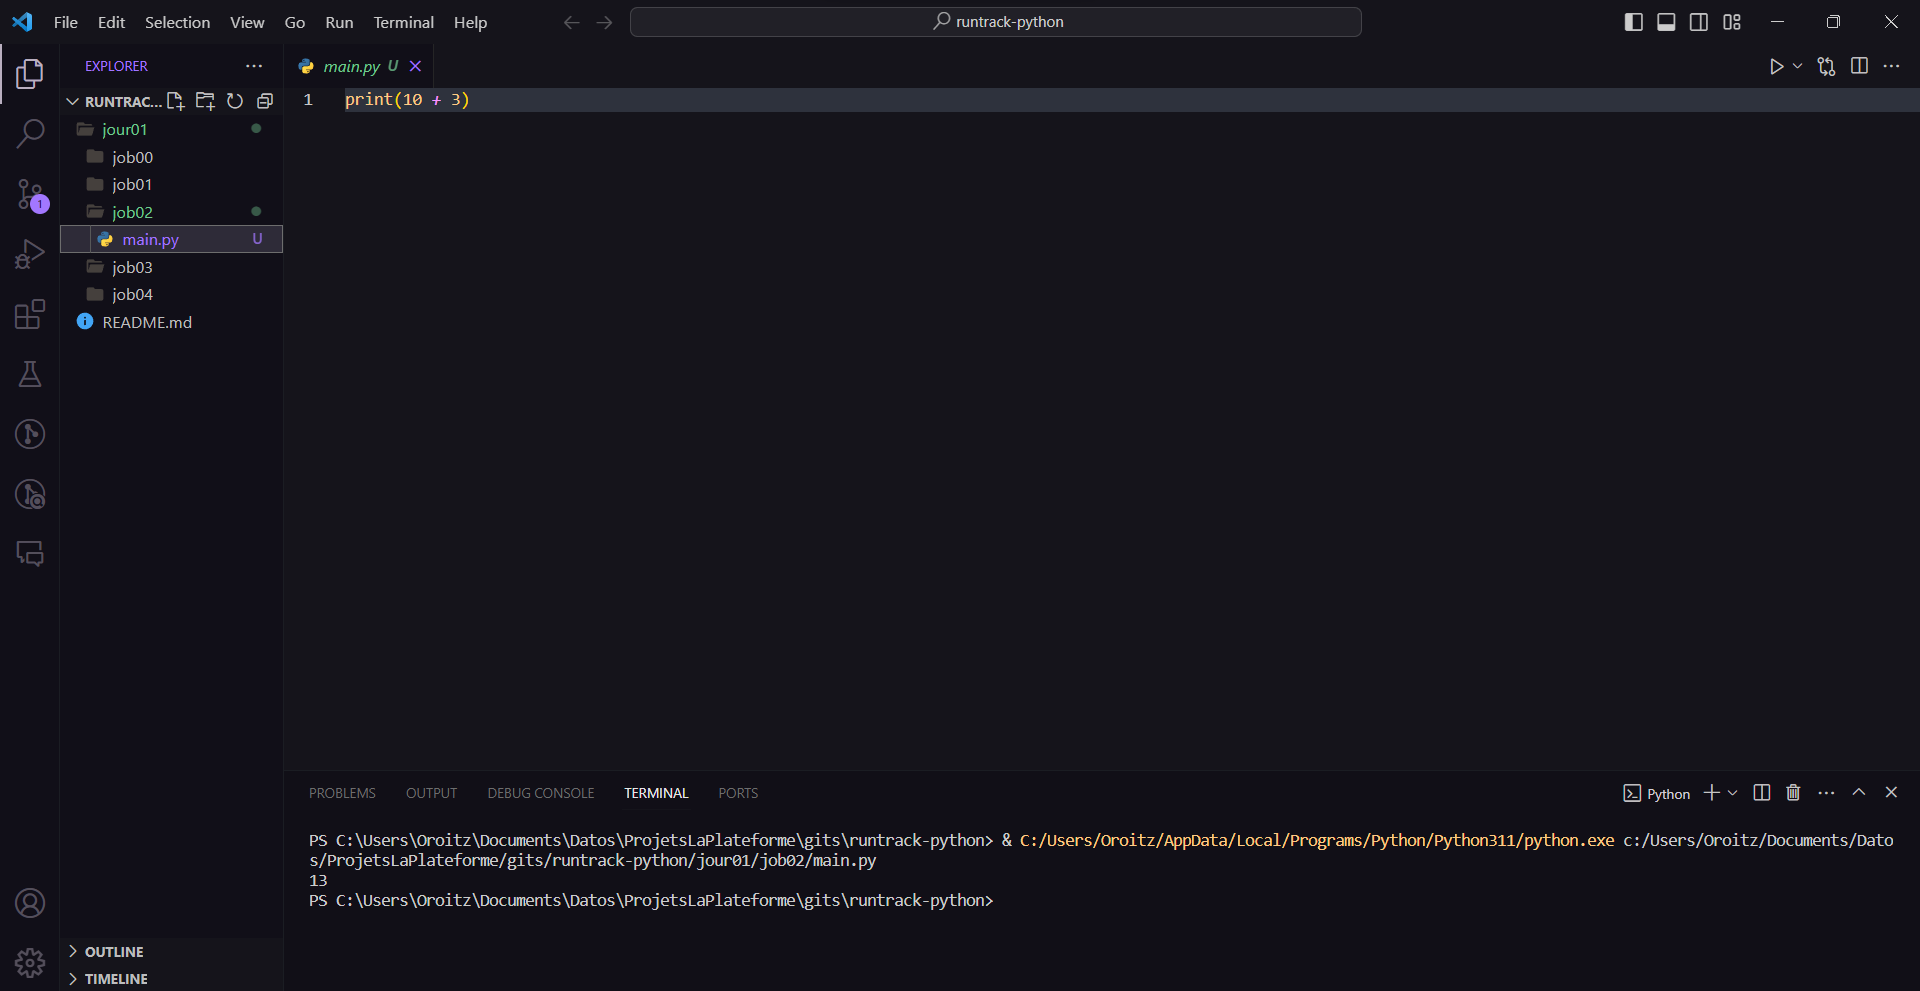 File Edit Selection View Go Run Terminal Help runtrack-python
EXPLORER
main.py U
RUNTRAC...
1 print(10 + 3)
jour01
job00
job01
1
job02
main.py U
job03
job04
README.md
PROBLEMS OUTPUT DEBUG CONSOLE TERMINAL PORTS Python
PS C:\Users\Oroitz\Documents\Datos\ProjetsLaPlateforme\gits\runtrack-python> & C:/Users/Oroitz/AppData/Local/Programs/Python/Python311/python.exe c:/Users/Oroitz/Documents/Dato
s/ProjetsLaPlateforme/gits/runtrack-python/jour01/job02/main.py
13
PS C:\Users\Oroitz\Documents\Datos\ProjetsLaPlateforme\gits\runtrack-python>
OUTLINE
TIMELINE